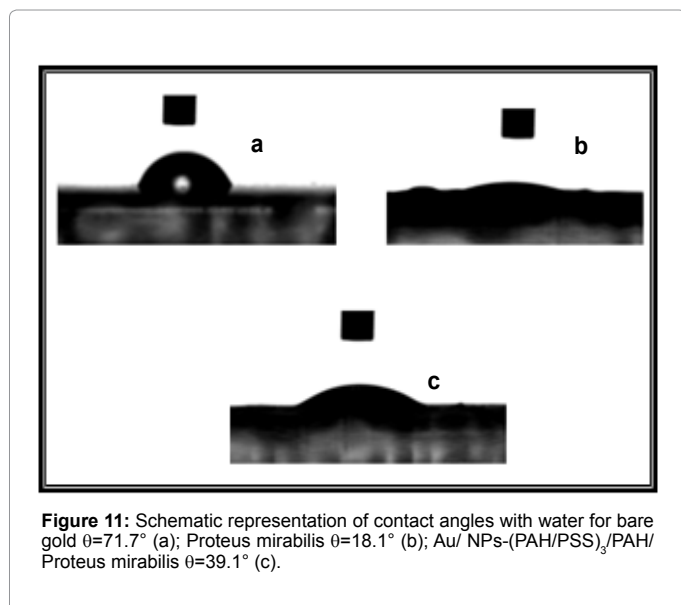 a
b
c
Figure 11: Schematic representation of contact angles with water for bare
gold θ=71.7° (a); Proteus mirabilis θ=18.1° (b); Au/ NPs-(PAH/PSS)₃/PAH/
Proteus mirabilis θ=39.1° (c).